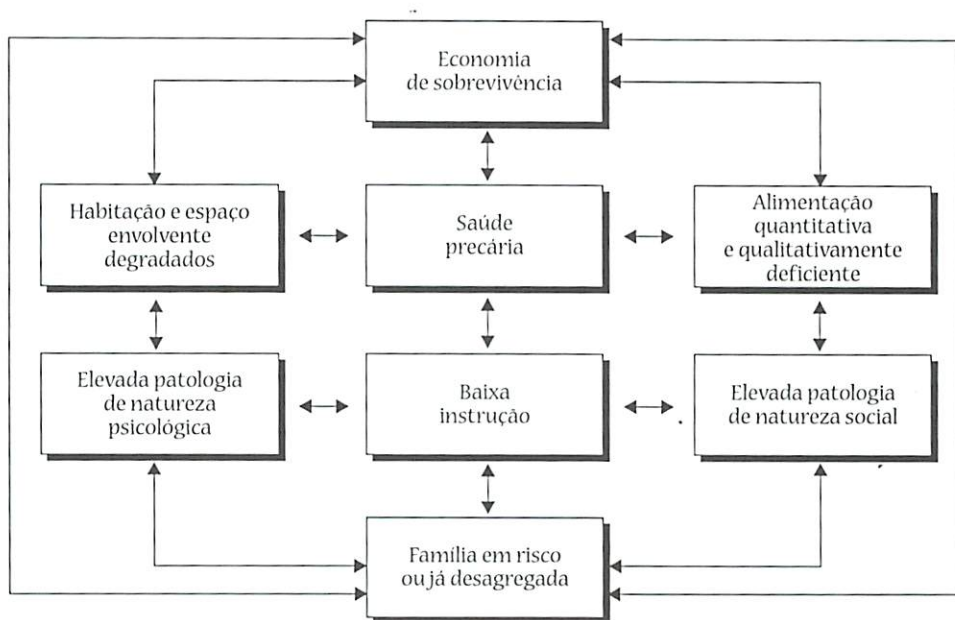 Economia
de sobrevivência
Habitação e espaço
envolvente
degradados
Saúde
precária
Alimentação
quantitativa
e qualitativamente
deficiente
Elevada patologia
de natureza
psicológica
Baixa
instrução
Elevada patologia
de natureza social
Família em risco
ou já desagregada